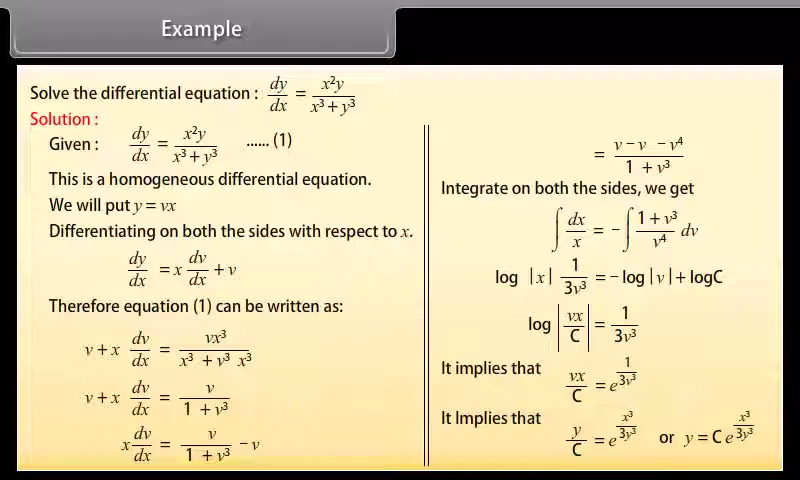 Example
Solve the differential equation : dy/dx = x²y/(x³ + y³)
Solution :
Given : dy/dx = x²y/(x³ + y³) ...... (1)
This is a homogeneous differential equation.
We will put y = vx
Differentiating on both the sides with respect to x.
dy/dx = x dv/dx + v
Therefore equation (1) can be written as:
v + x dv/dx = vx³/(x³ + v³ x³)
v + x dv/dx = v/(1 + v³)
x dv/dx = v/(1 + v³) − v
= (v − v − v⁴)/(1 + v³)
Integrate on both the sides, we get
∫ dx/x = − ∫ (1 + v³)/v⁴ dv
log |x| 1/3v³ = − log |v| + logC
log |vx/C| = 1/3v³
It implies that vx/C = e^(1/3v³)
It Implies that y/C = e^(x³/3y³) or y = C e^(x³/3y³)